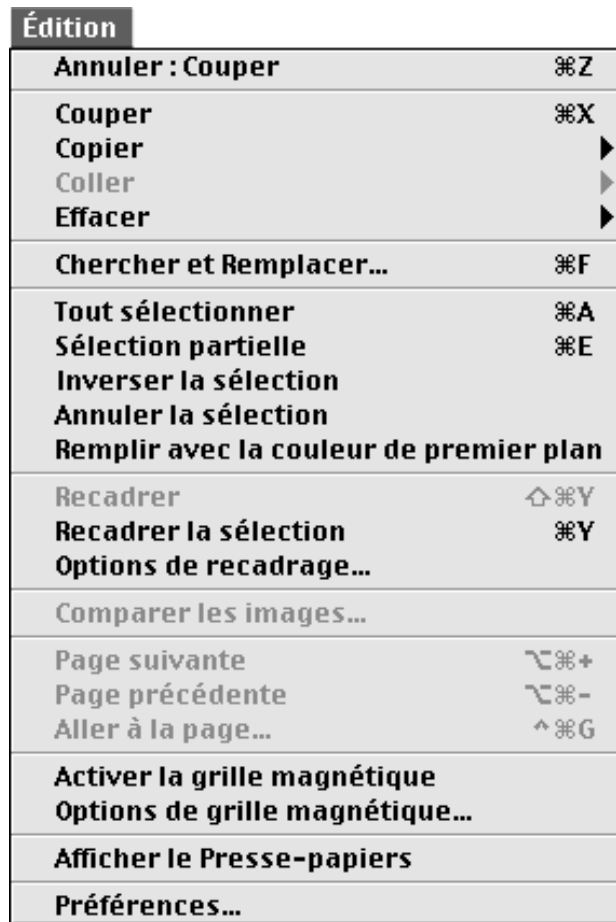 Édition
Annuler : Couper ⌘Z
Couper ⌘X
Copier
Coller
Effacer
Chercher et Remplacer... ⌘F
Tout sélectionner ⌘A
Sélection partielle ⌘E
Inverser la sélection
Annuler la sélection
Remplir avec la couleur de premier plan
Recadrer ⇧⌘Y
Recadrer la sélection ⌘Y
Options de recadrage...
Comparer les images...
Page suivante ⌥⌘+
Page précédente ⌥⌘-
Aller à la page... ^⌘G
Activer la grille magnétique
Options de grille magnétique...
Afficher le Presse-papiers
Préférences...